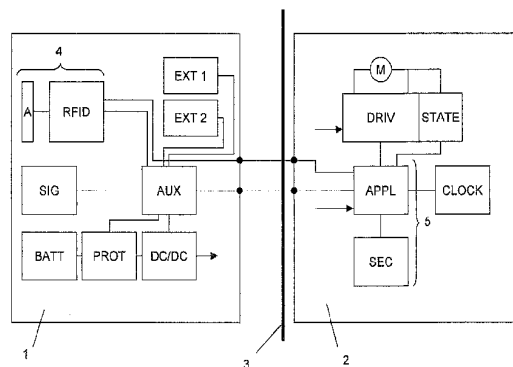 4
EXT 1
M
A
RFID
EXT 2
DRIV
STATE
SIG
AUX
APPL
CLOCK
5
BATT
PROT
DC/DC
SEC
1
3
2